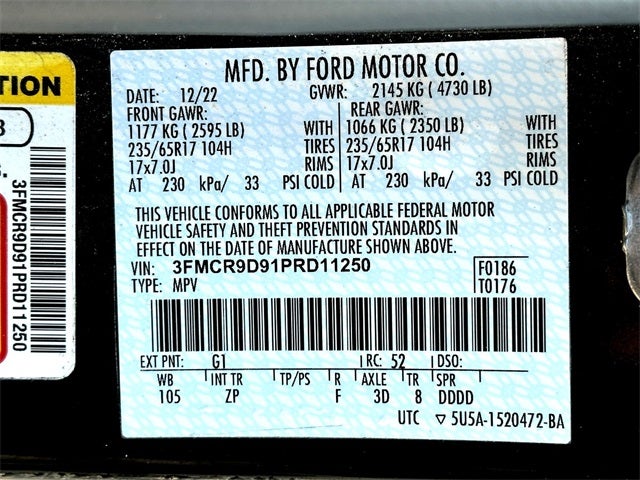 TION
3
3FMCR9D91PRD11250
MFD. BY FORD MOTOR CO.
DATE: 12/22 GVWR: 2145 KG ( 4730 LB)
FRONT GAWR: REAR GAWR:
1177 KG ( 2595 LB) WITH 1066 KG ( 2350 LB) WITH
235/65R17 104H TIRES 235/65R17 104H TIRES
17x7.0J RIMS 17x7.0J RIMS
AT 230 kPa/ 33 PSI COLD AT 230 kPa/ 33 PSI COLD
THIS VEHICLE CONFORMS TO ALL APPLICABLE FEDERAL MOTOR
VEHICLE SAFETY AND THEFT PREVENTION STANDARDS IN
EFFECT ON THE DATE OF MANUFACTURE SHOWN ABOVE.
VIN: 3FMCR9D91PRD11250 F0186
TYPE: MPV T0176
EXT PNT: G1 RC: 52 DSO:
WB INT TR TP/PS R AXLE TR SPR
105 ZP F 3D 8 DDDD
UTC ▽ 5U5A-1520472-BA